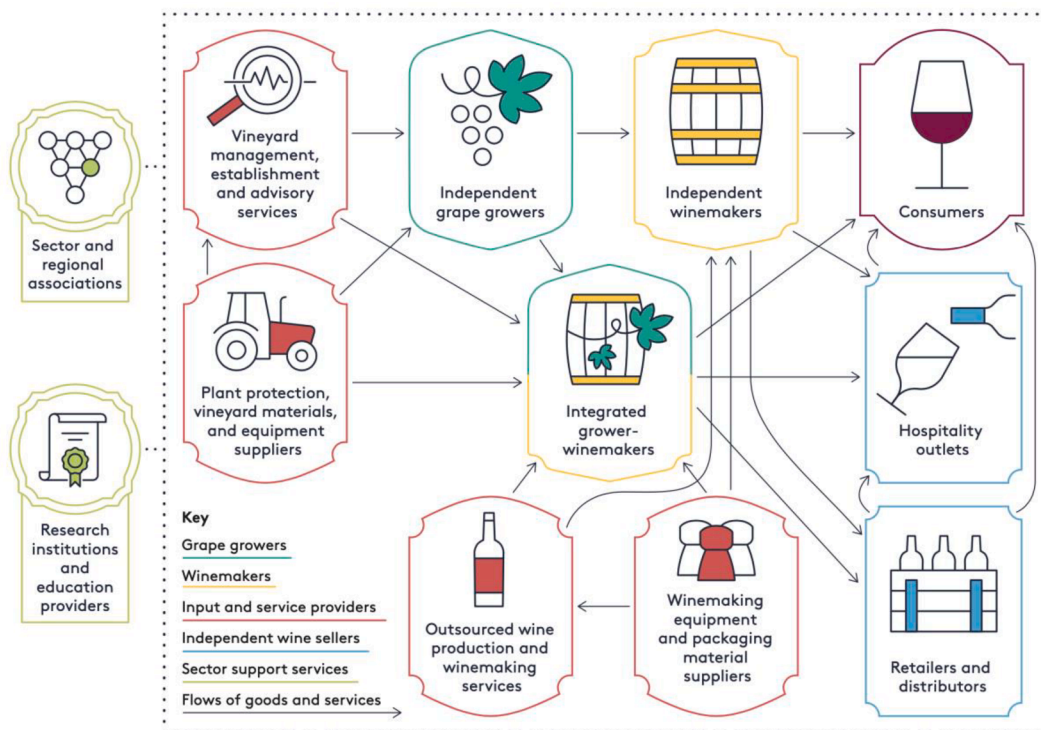 Vineyard
management,
establishment
and advisory
services
Independent
grape growers
Independent
winemakers
Consumers
Sector and
regional
associations
Plant protection,
vineyard materials,
and equipment
suppliers
Integrated
grower-
winemakers
Hospitality
outlets
Research
institutions
and
education
providers
Key
Grape growers
Winemakers
Input and service providers
Independent wine sellers
Sector support services
Flows of goods and services
Outsourced wine
production and
winemaking
services
Winemaking
equipment
and packaging
material
suppliers
Retailers and
distributors